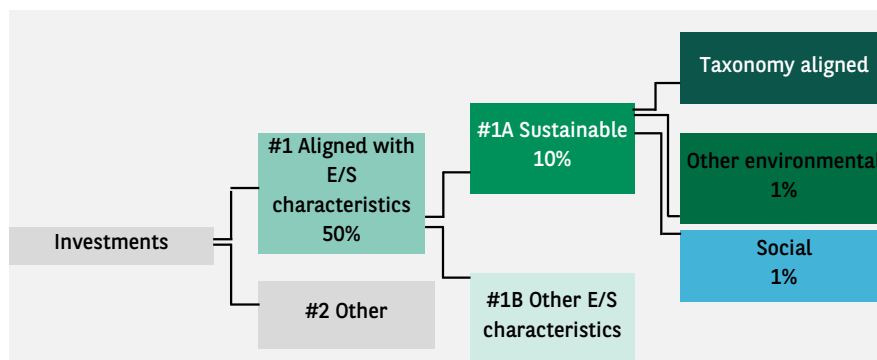 Taxonomy aligned
#1A Sustainable
10%
#1 Aligned with
E/S
characteristics
50%
Other environmental
1%
Investments
Social
1%
#2 Other
#1B Other E/S
characteristics